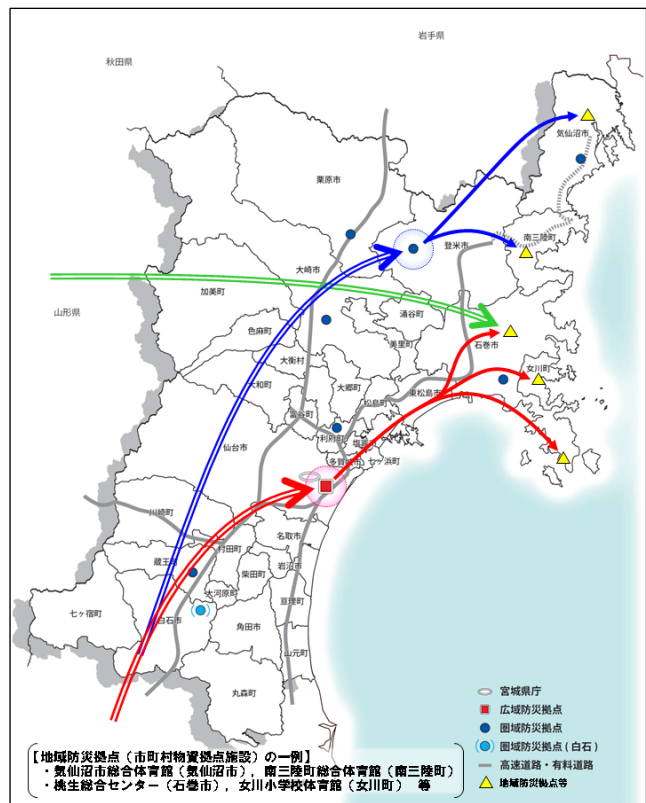 岩手県
秋田県
気仙沼市
栗原市
南三陸町
登米市
大崎市
加美町
山形県
涌谷町
色麻町
石巻市
美里町
大衡村
女川町
大和町
大郷町
東松島市
松島町
富谷町
利府町
仙台市
塩竈市
多賀城市
七ヶ浜町
川崎町
名取市
村田町
岩沼市
蔵王町
柴田町
大河原町
亘理町
七ヶ宿町
白石市
角田市
山元町
丸森町
宮城県庁
広域防災拠点
圏域防災拠点
圏域防災拠点(白石)
高速道路・有料道路
地域防災拠点等
【地域防災拠点(市町村物資拠点施設)の一例】
・気仙沼市総合体育館(気仙沼市),南三陸町総合体育館(南三陸町)
・桃生総合センター(石巻市),女川小学校体育館(女川町) 等